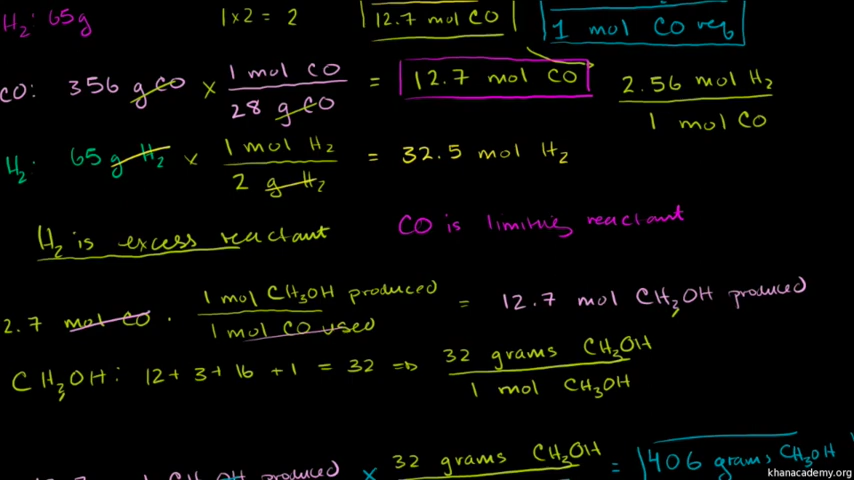 H₂: 65g 1 x 2 = 2 12.7 mol CO 1 mol CO req
CO: 356 g CO x 1 mol CO / 28 g CO = 12.7 mol CO 2.56 mol H₂ / 1 mol CO
H₂: 65 g H₂ x 1 mol H₂ / 2 g H₂ = 32.5 mol H₂
H₂ is excess reactant CO is limiting reactant
2.7 mol CO · 1 mol CH₃OH produced / 1 mol CO used = 12.7 mol CH₃OH produced
CH₃OH: 12 + 3 + 16 + 1 = 32 => 32 grams CH₃OH / 1 mol CH₃OH
CH₃OH produced x 32 grams CH₃OH = 406 grams CH₃OH
khanacademy.org